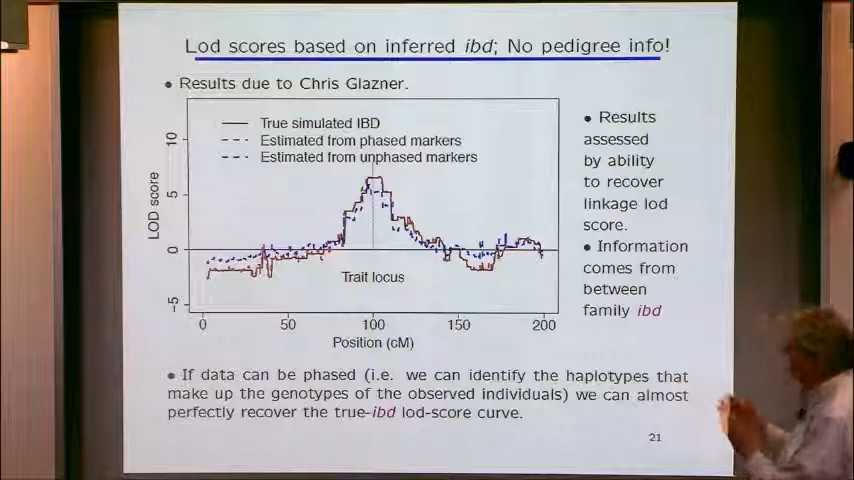 Lod scores based on inferred ibd; No pedigree info!
• Results due to Chris Glazner.
True simulated IBD
Estimated from phased markers
Estimated from unphased markers
LOD score
10
5
0
-5
Trait locus
0 50 100 150 200
Position (cM)
• Results
assessed
by ability
to recover
linkage lod
score.
• Information
comes from
between
family ibd
• If data can be phased (i.e. we can identify the haplotypes that
make up the genotypes of the observed individuals) we can almost
perfectly recover the true-ibd lod-score curve.
21